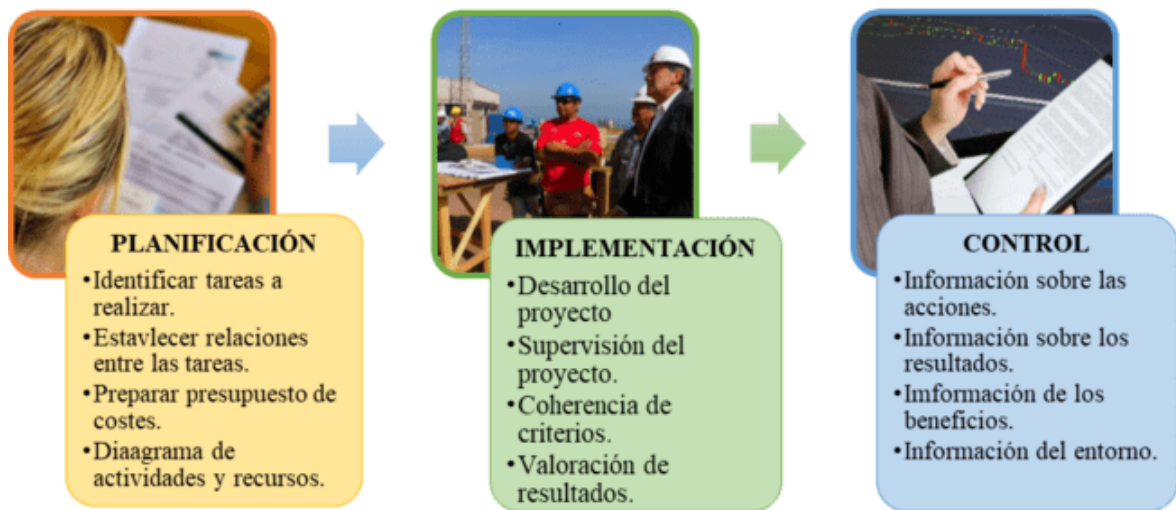 PLANIFICACIÓN
•Identificar tareas a
realizar.
•Estavlecer relaciones
entre las tareas.
•Preparar presupuesto de
costes.
•Diaagrama de
actividades y recursos.
IMPLEMENTACIÓN
•Desarrollo del
proyecto
•Supervisión del
proyecto.
•Coherencia de
criterios.
•Valoración de
resultados.
CONTROL
•Información sobre las
acciones.
•Información sobre los
resultados.
•Imformación de los
beneficios.
•Información del entorno.